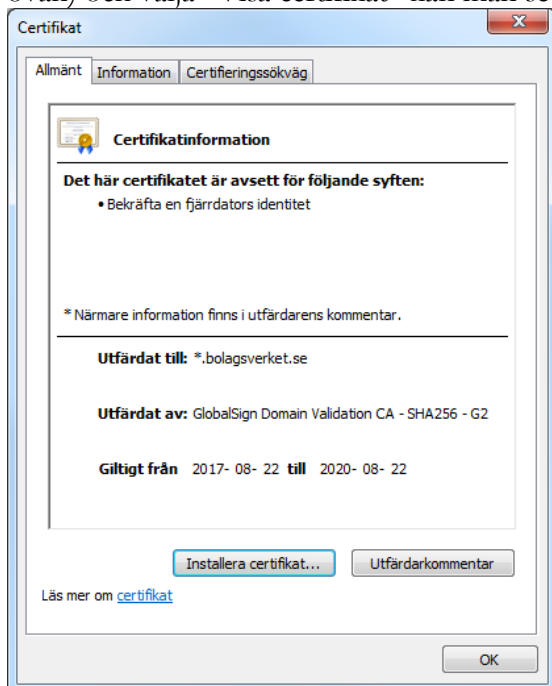 Certifikat
Allmänt Information Certifieringssökväg
Certifikatinformation
Det här certifikatet är avsett för följande syften:
• Bekräfta en fjärrdators identitet
* Närmare information finns i utfärdarens kommentar.
Utfärdat till: *.bolagsverket.se
Utfärdat av: GlobalSign Domain Validation CA - SHA256 - G2
Giltigt från 2017- 08- 22 till 2020- 08- 22
Installera certifikat... Utfärdarkommentar
Läs mer om certifikat
OK